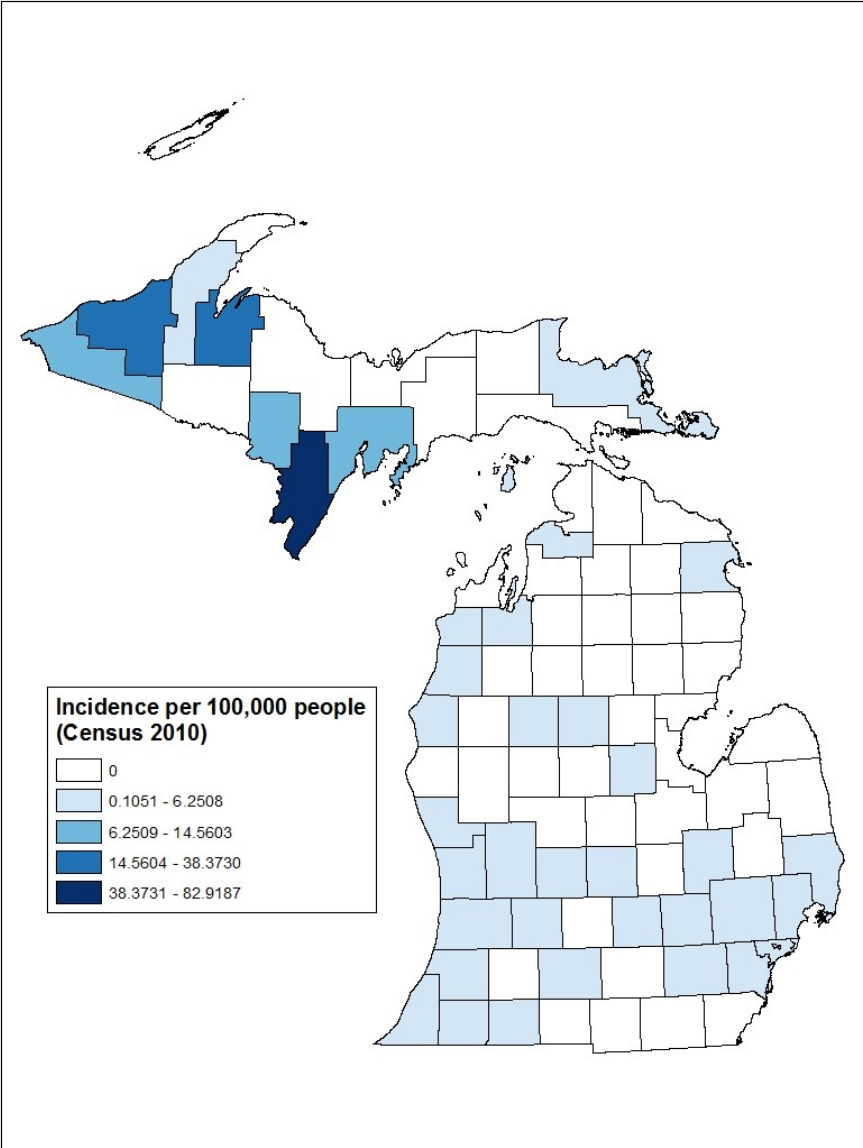 Incidence per 100,000 people
(Census 2010)
0
0.1051 - 6.2508
6.2509 - 14.5603
14.5604 - 38.3730
38.3731 - 82.9187